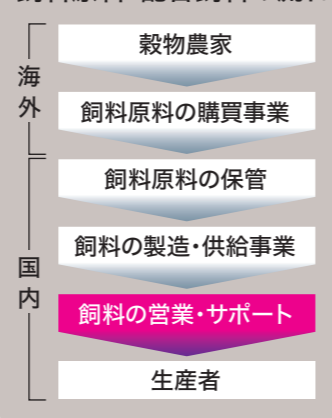 海外
穀物農家
飼料原料の購買事業
国内
飼料原料の保管
飼料の製造・供給事業
飼料の営業・サポート
生産者